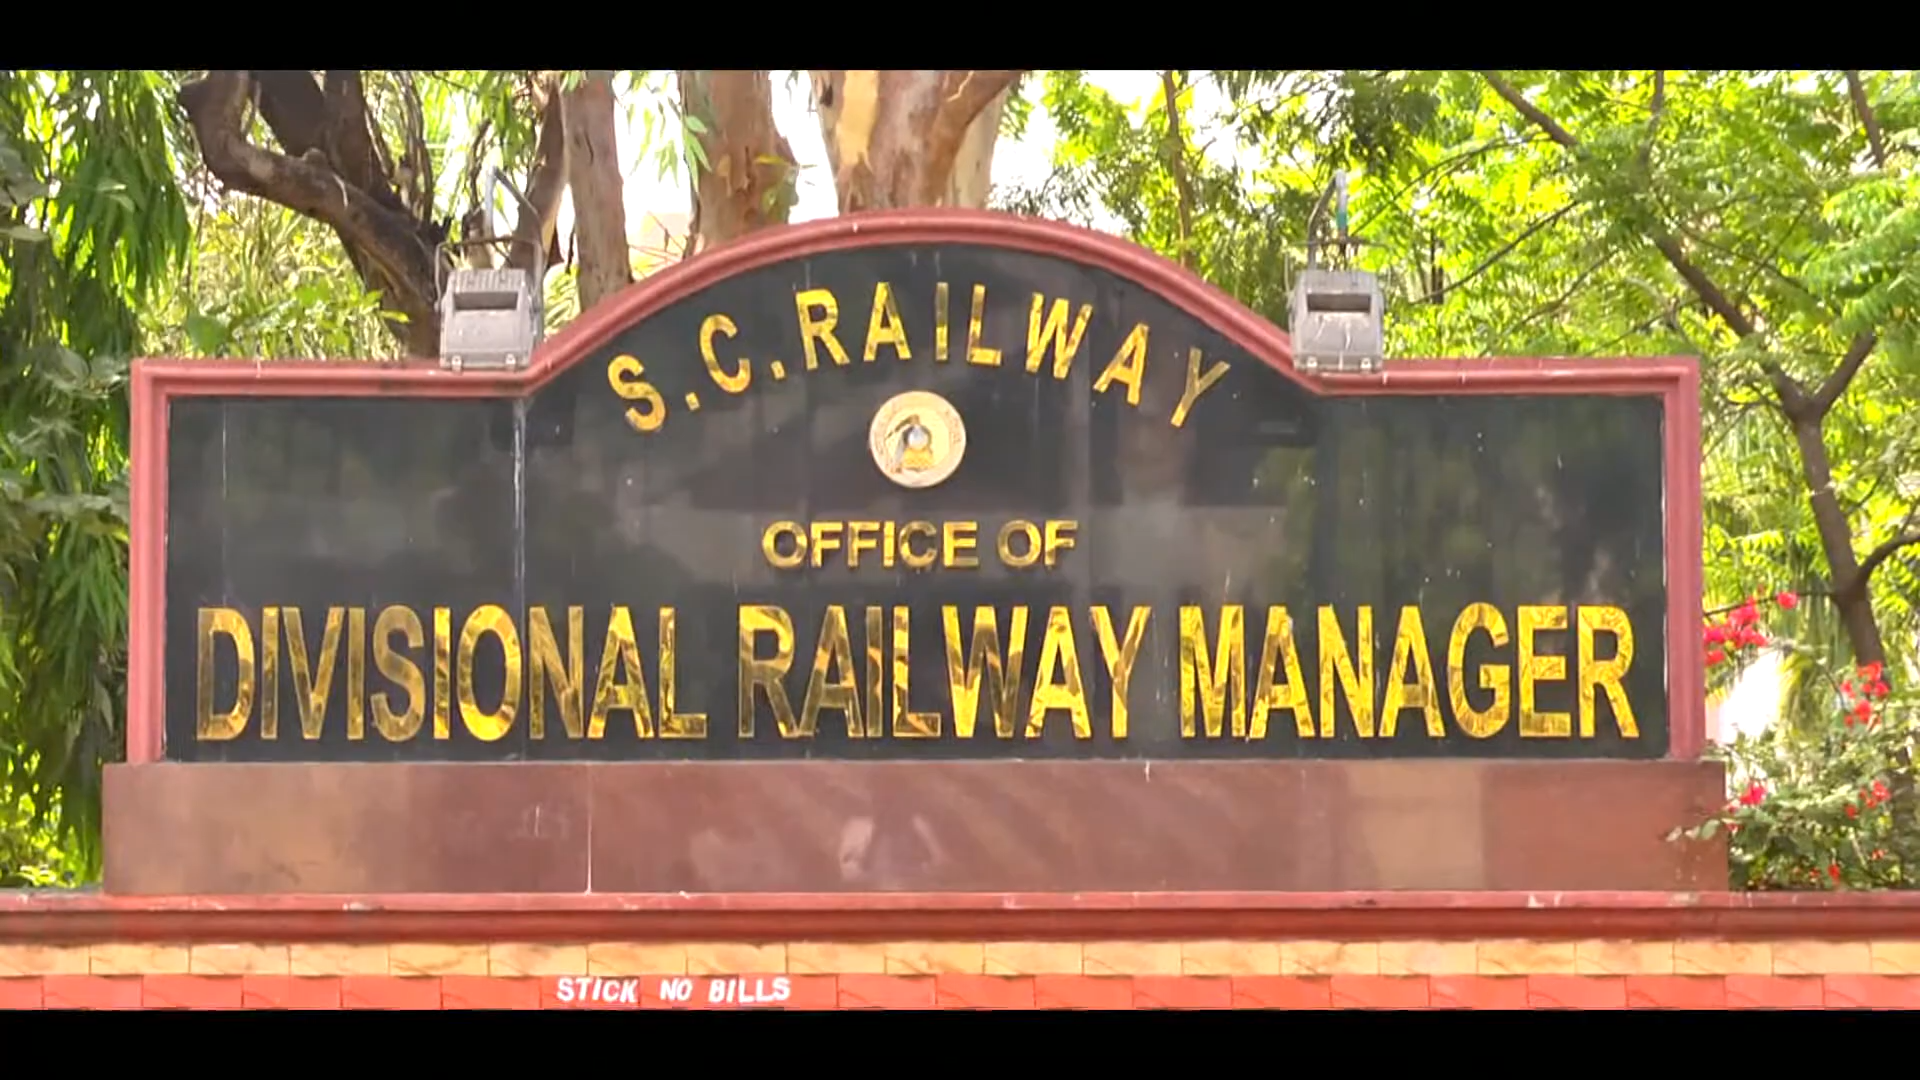 S.C.RAILWAY
OFFICE OF
DIVISIONAL RAILWAY MANAGER
STICK NO BILLS